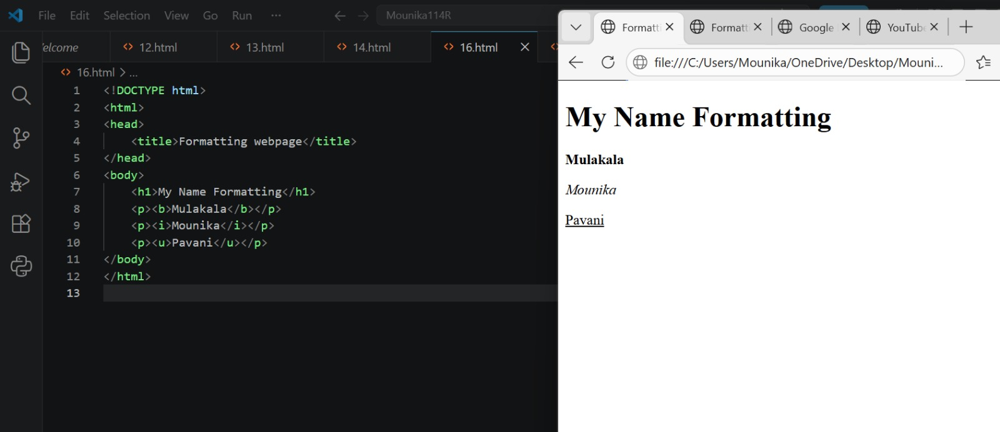 File Edit Selection View Go Run ··· Mounika114R
elcome 12.html 13.html 14.html 16.html
16.html > ...
1 <!DOCTYPE html>
2 <html>
3 <head>
4 <title>Formatting webpage</title>
5 </head>
6 <body>
7 <h1>My Name Formatting</h1>
8 <p><b>Mulakala</b></p>
9 <p><i>Mounika</i></p>
10 <p><u>Pavani</u></p>
11 </body>
12 </html>
13
Formatti Formatti Google YouTube
file:///C:/Users/Mounika/OneDrive/Desktop/Mouni...
My Name Formatting
Mulakala
Mounika
Pavani